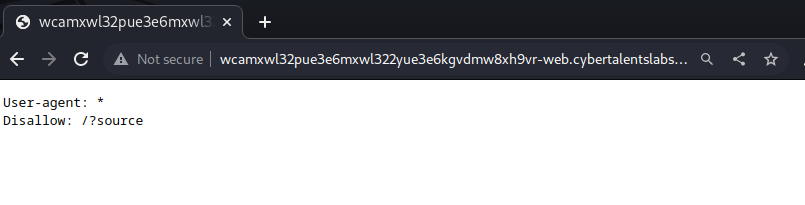 wcamxwl32pue3e6mxwl3
Not secure
wcamxwl32pue3e6mxwl322yue3e6kgvdmw8xh9vr-web.cybertalentslabs...
User-agent: *
Disallow: /?source